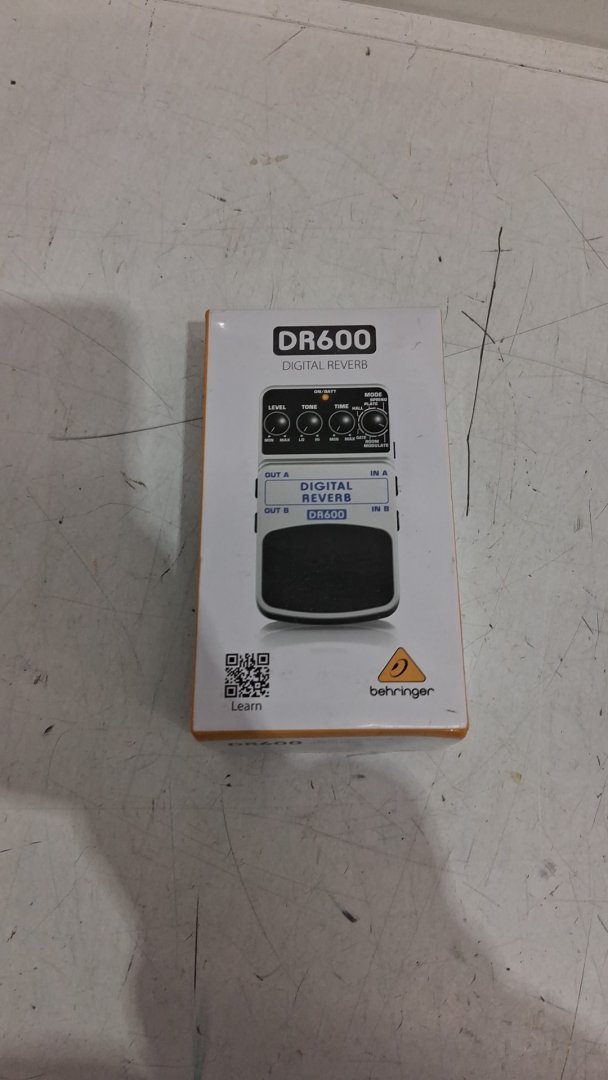 DR600
DIGITAL REVERB
ON/BATT
LEVEL TONE TIME MODE
SPRING
PLATE
HALL
GATE
ROOM
MODULATE
MIN MAX LO HI MIN MAX
OUT A IN A
DIGITAL
REVERB
OUT B IN B
DR600
Learn
behringer
DR600